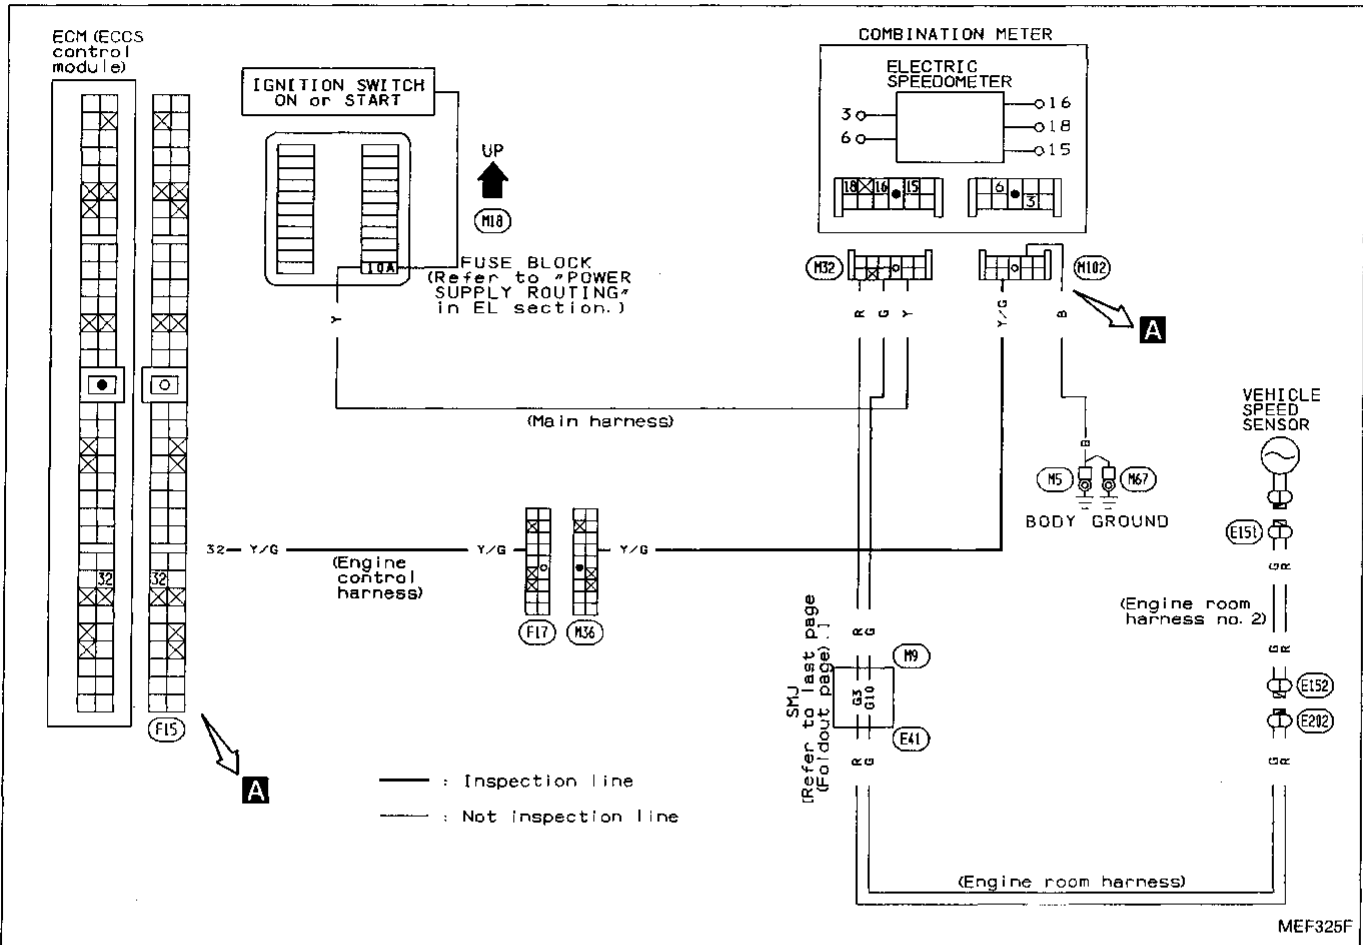 ECM (ECCS
control
module)
IGNITION SWITCH
ON or START
UP
M18
10A
FUSE BLOCK
(Refer to "POWER
SUPPLY ROUTING"
in EL section.)
Y
COMBINATION METER
ELECTRIC
SPEEDOMETER
3
6
16
18
15
18 16 15
6
3
M32
M102
R G Y
Y/G
B
A
(Main harness)
B
M5
M67
BODY GROUND
VEHICLE
SPEED
SENSOR
E151
G R
(Engine room
harness no. 2)
G R
E152
E202
G R
32
32
32
Y/G
(Engine
control
harness)
Y/G
Y/G
F17
M36
F15
A
R G
M9
G3 G10
SMJ
[Refer to last page
(Foldout page).]
E41
R G
: Inspection line
: Not inspection line
(Engine room harness)
MEF325F